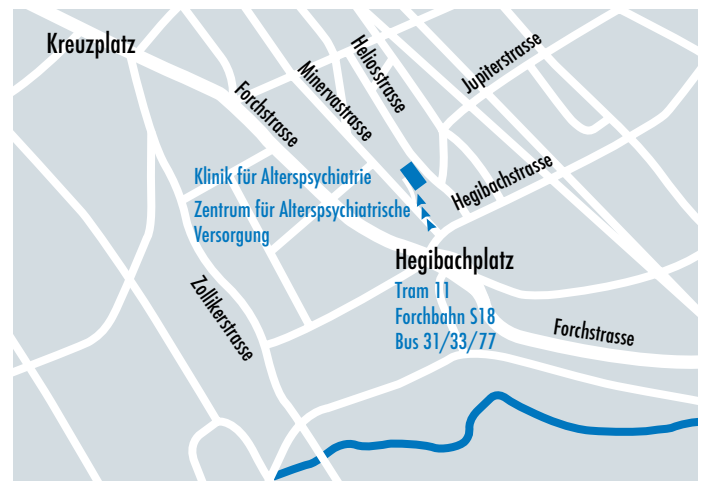 Kreuzplatz
Heliosstrasse
Jupiterstrasse
Minervastrasse
Forchstrasse
Klinik für Alterspsychiatrie
Zentrum für Alterspsychiatrische
Versorgung
Hegibachstrasse
Hegibachplatz
Tram 11
Forchbahn S18
Bus 31/33/77
Zollikerstrasse
Forchstrasse